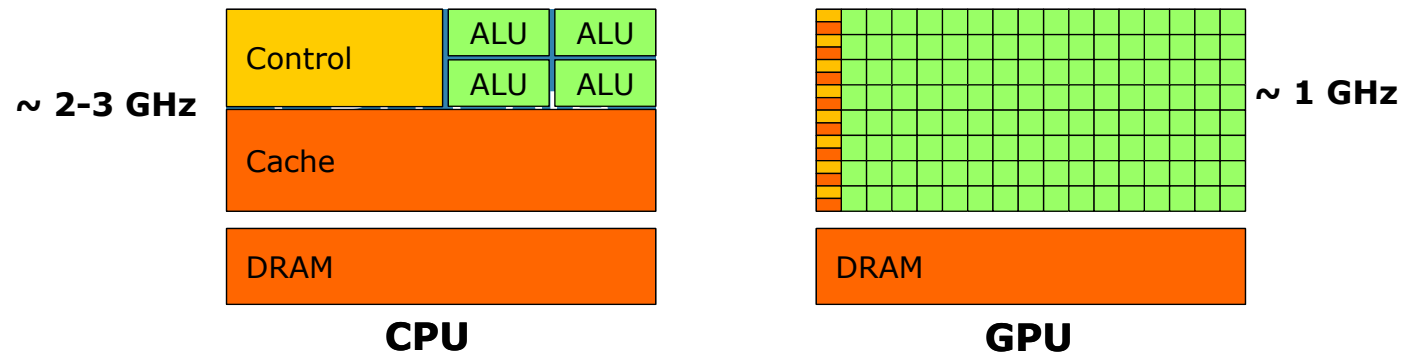 Control
ALU ALU
ALU ALU
~ 2-3 GHz
Cache
DRAM
CPU
~ 1 GHz
DRAM
GPU